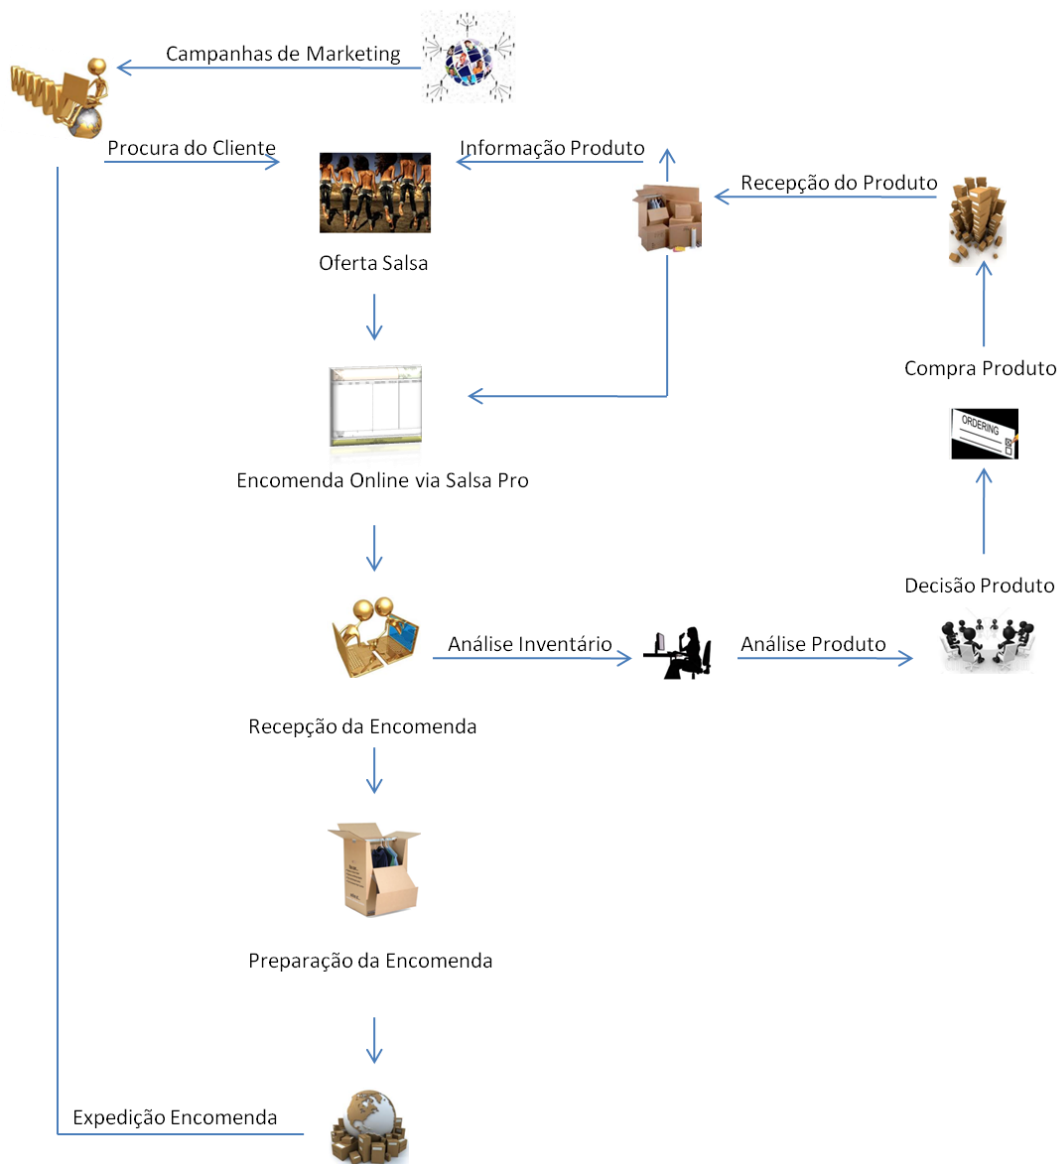 Campanhas de Marketing
Procura do Cliente
Informação Produto
Recepção do Produto
Oferta Salsa
Compra Produto
ORDERING
Encomenda Online via Salsa Pro
Decisão Produto
Análise Inventário
Análise Produto
Recepção da Encomenda
Preparação da Encomenda
Expedição Encomenda